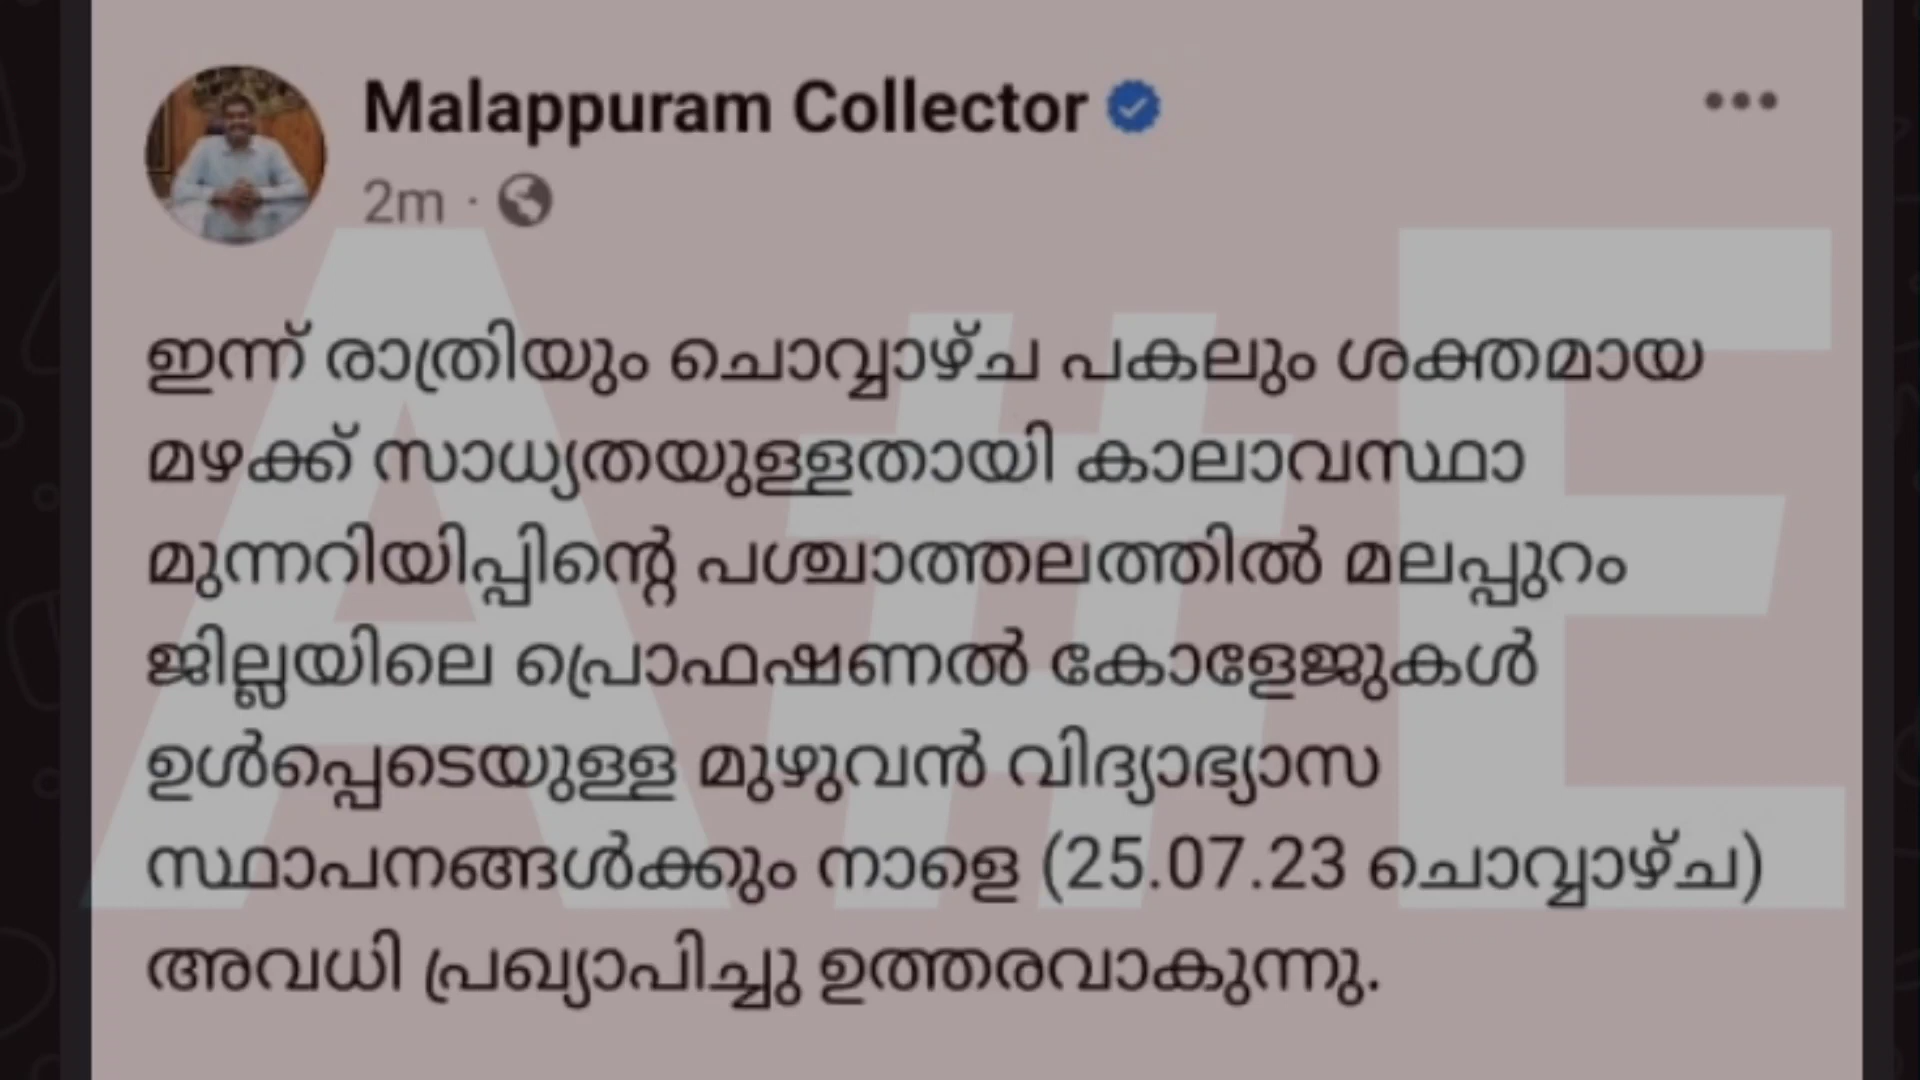 Malappuram Collector
2m ·
ഇന്ന് രാത്രിയും ചൊവ്വാഴ്ച പകലും ശക്തമായ
മഴക്ക് സാധ്യതയുള്ളതായി കാലാവസ്ഥാ
മുന്നറിയിപ്പിന്റെ പശ്ചാത്തലത്തിൽ മലപ്പുറം
ജില്ലയിലെ പ്രൊഫഷണൽ കോളേജുകൾ
ഉൾപ്പെടെയുള്ള മുഴുവൻ വിദ്യാഭ്യാസ
സ്ഥാപനങ്ങൾക്കും നാളെ (25.07.23 ചൊവ്വാഴ്ച)
അവധി പ്രഖ്യാപിച്ചു ഉത്തരവാകുന്നു.
A#E